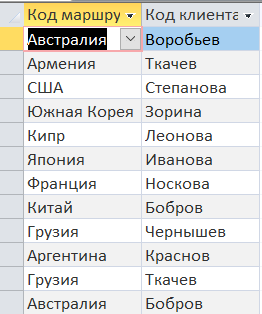 Код маршру Код клиента
Австралия Воробьев
Армения Ткачев
США Степанова
Южная Корея Зорина
Кипр Леонова
Япония Иванова
Франция Носкова
Китай Бобров
Грузия Чернышев
Аргентина Краснов
Грузия Ткачев
Австралия Бобров